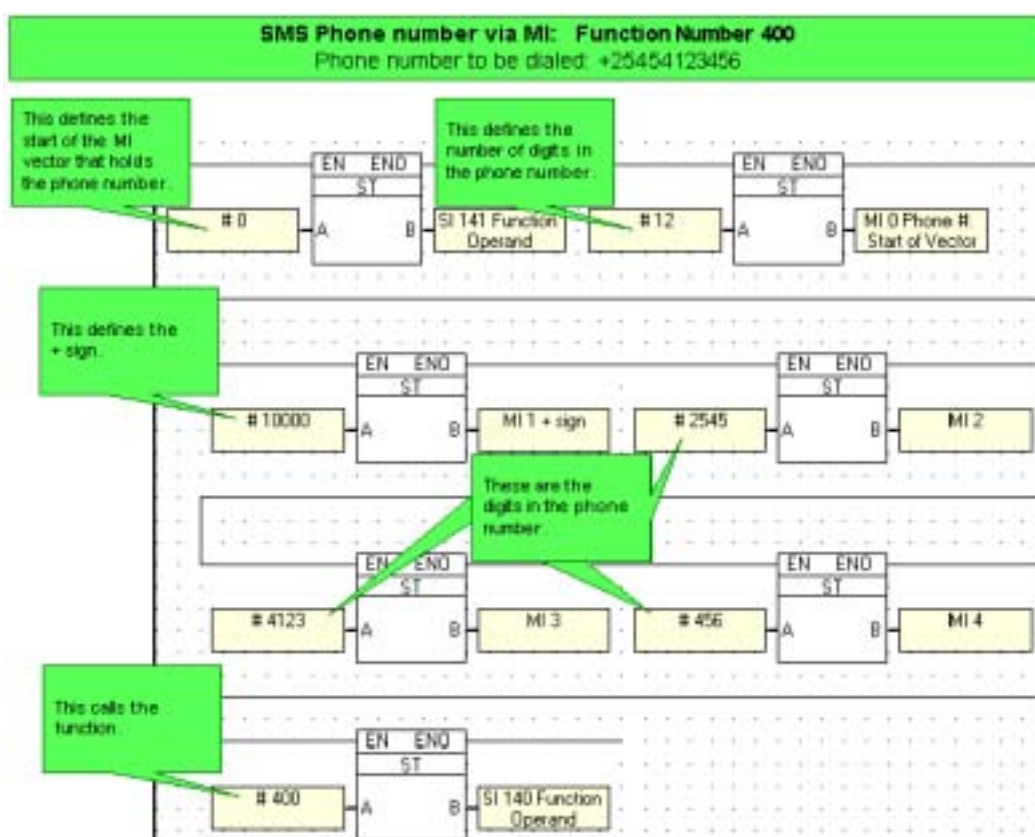 SMS Phone number via MI: Function Number 400
Phone number to be dialed: +25454123456
This defines the
start of the MI
vector that holds
the phone number.
This defines the
number of digits in
the phone number.
EN ENO
ST
# 0
A B
SI 141 Function
Operand
EN ENO
ST
# 12
A B
MI 0 Phone #:
Start of Vector
This defines the
+ sign.
EN ENO
ST
# 10000
A B
MI 1 + sign
EN ENO
ST
# 2545
A B
MI 2
These are the
digits in the phone
number.
EN ENO
ST
# 4123
A B
MI 3
EN ENO
ST
# 456
A B
MI 4
This calls the
function.
EN ENO
ST
# 400
A B
SI 140 Function
Operand